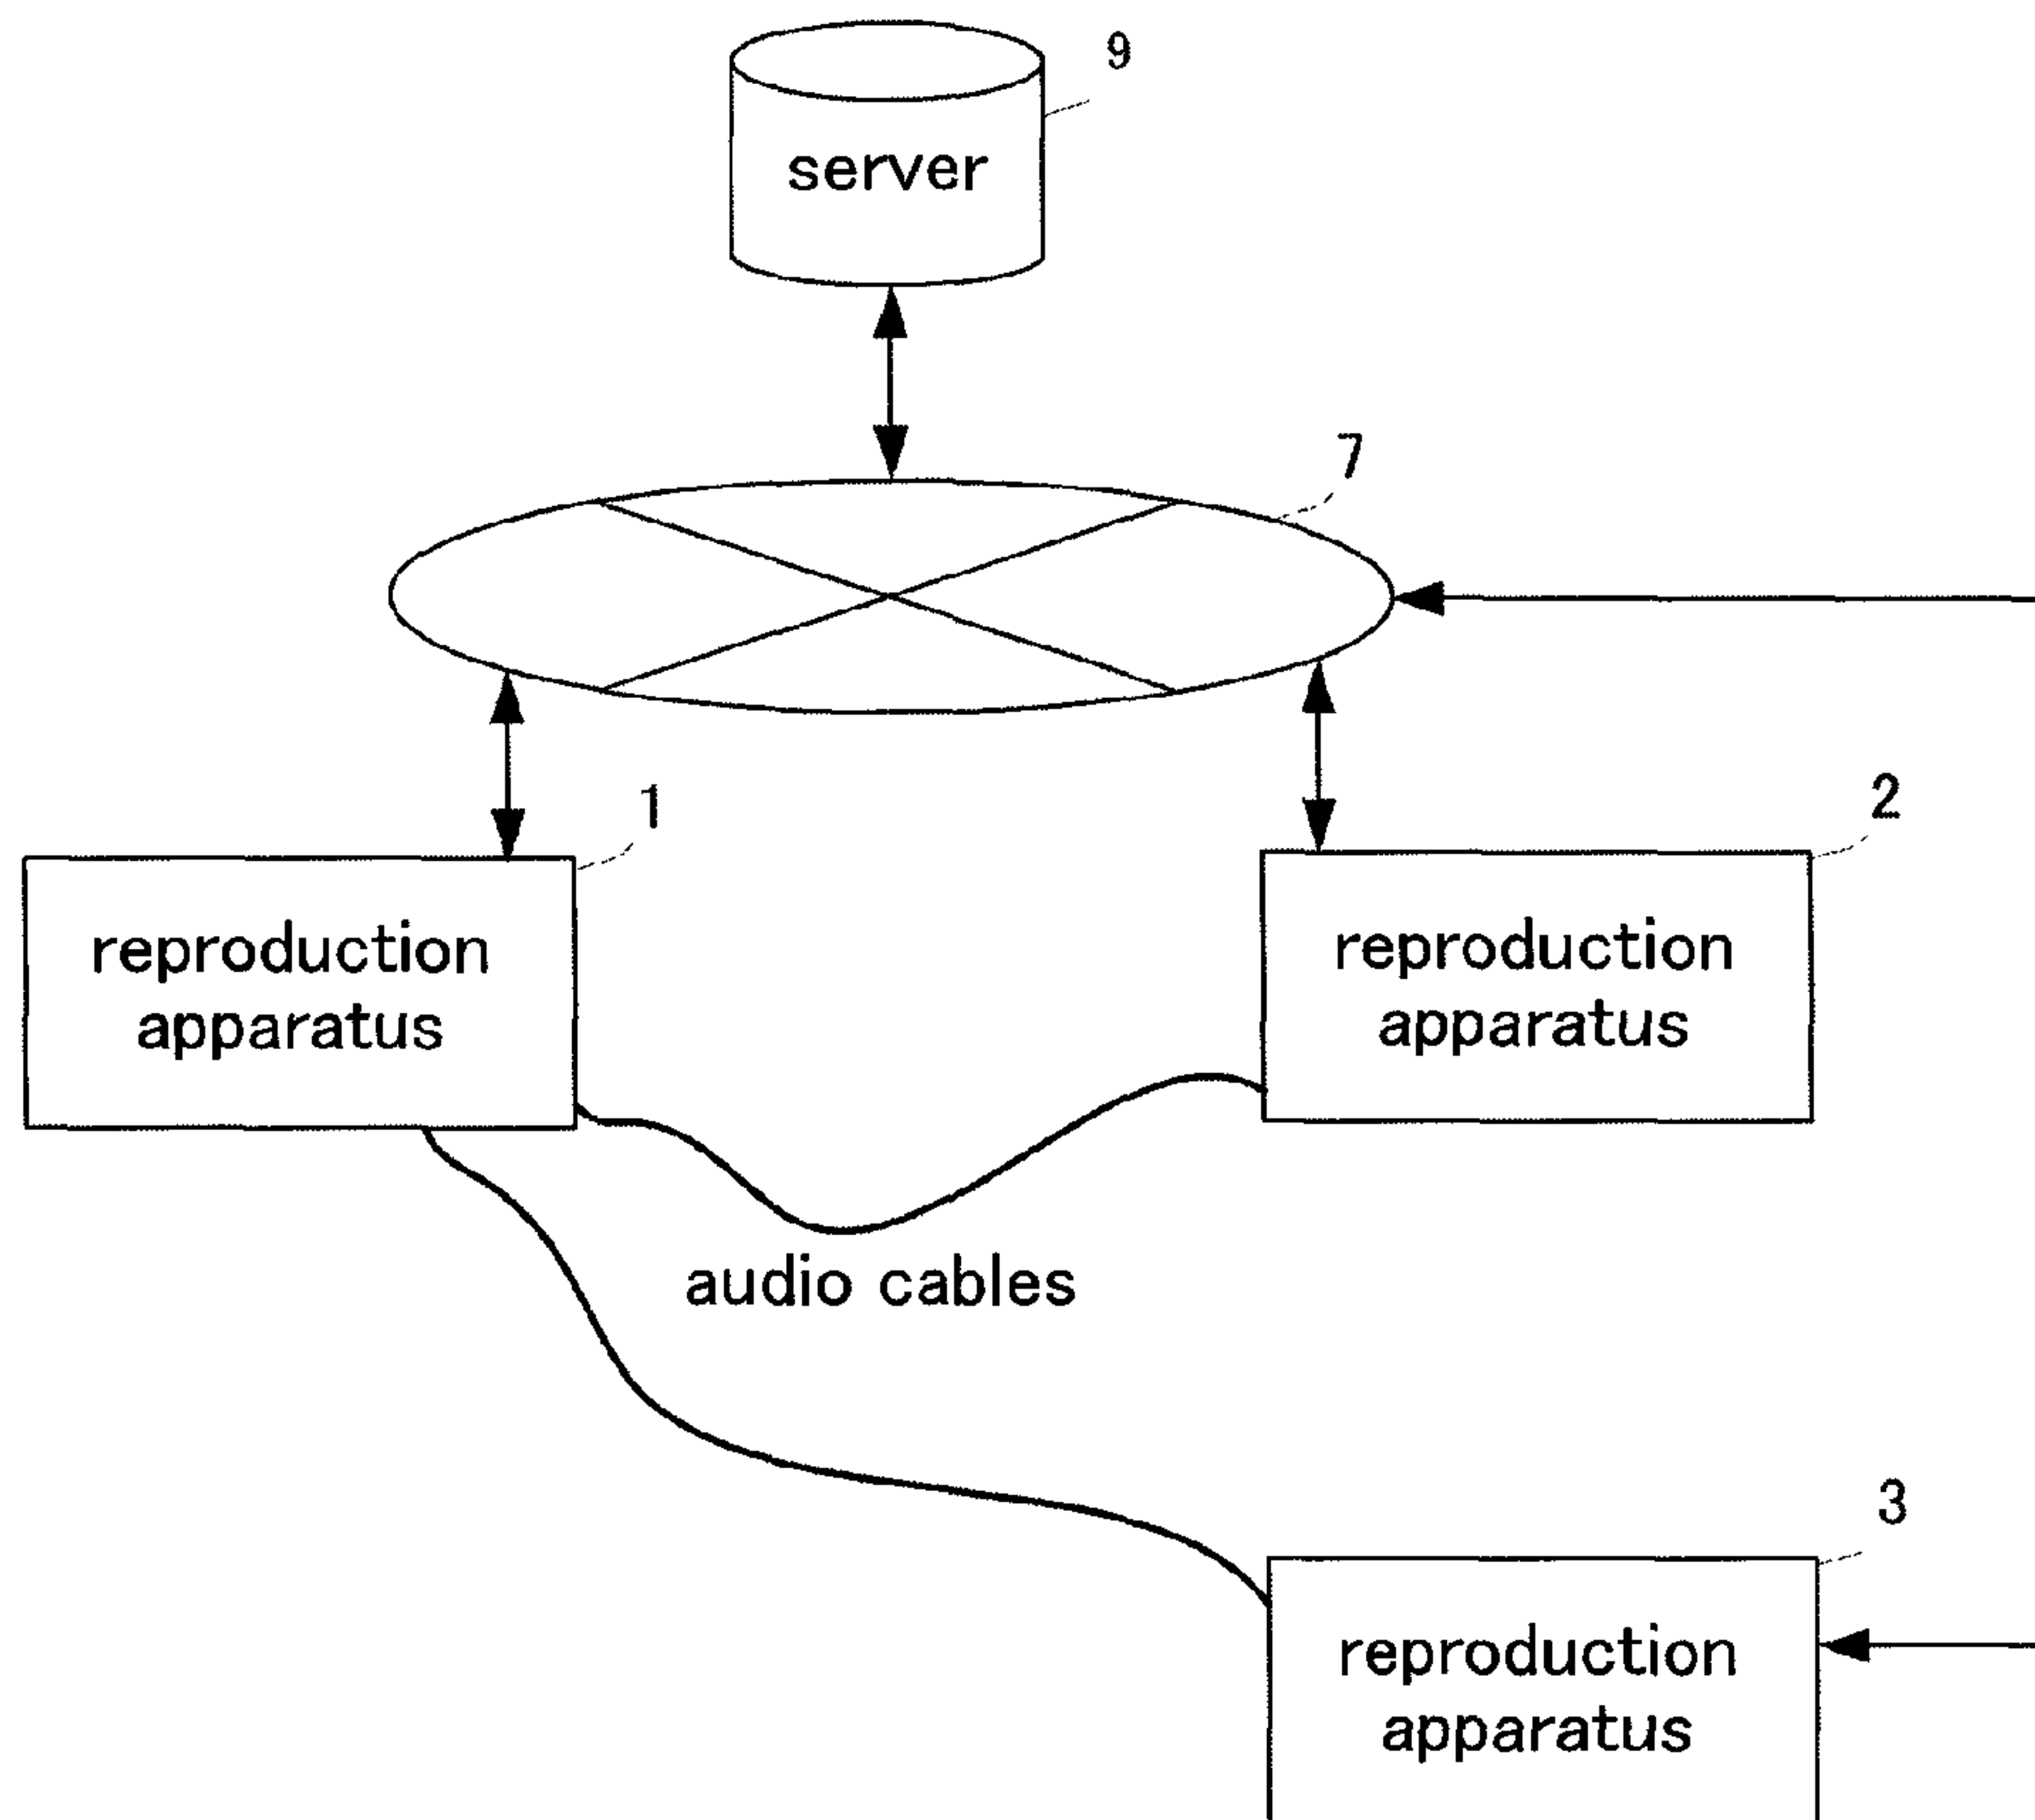 9
server
7
1
2
reproduction
apparatus
reproduction
apparatus
audio cables
3
reproduction
apparatus